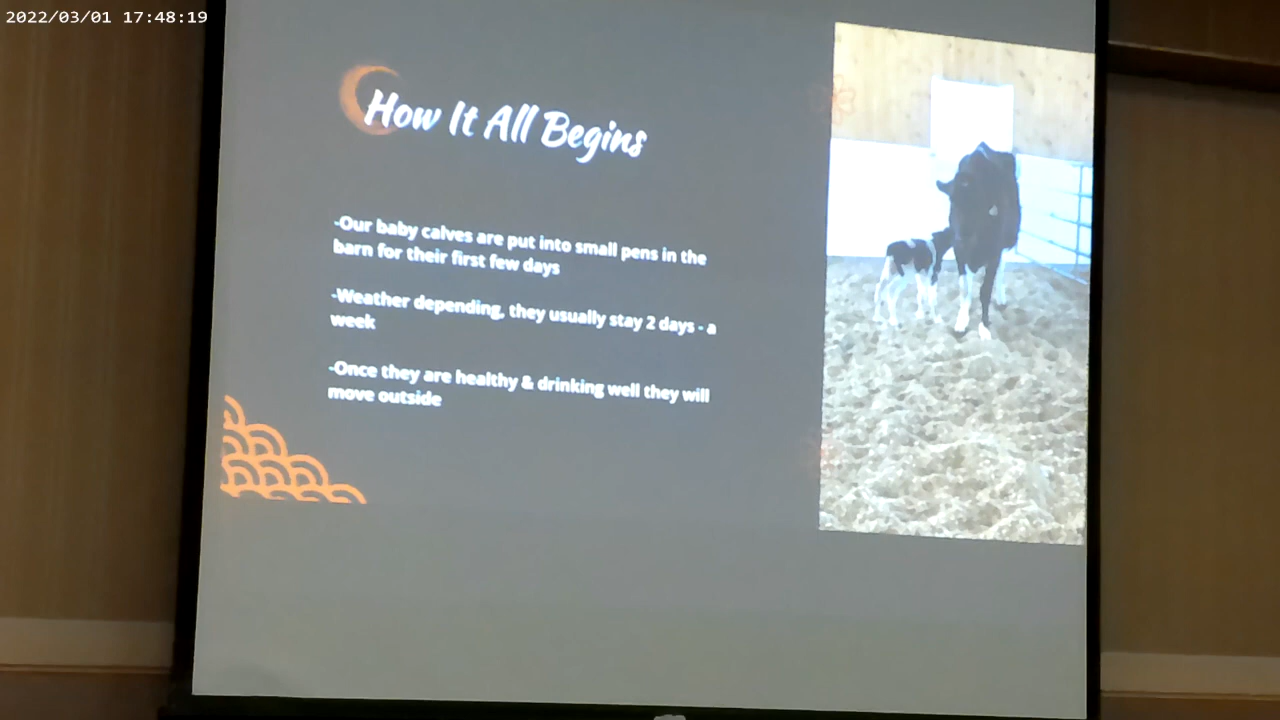 2022/03/01 17:48:19
How It All Begins
-Our baby calves are put into small pens in the
barn for their first few days
-Weather depending, they usually stay 2 days - a
week
-Once they are healthy & drinking well they will
move outside